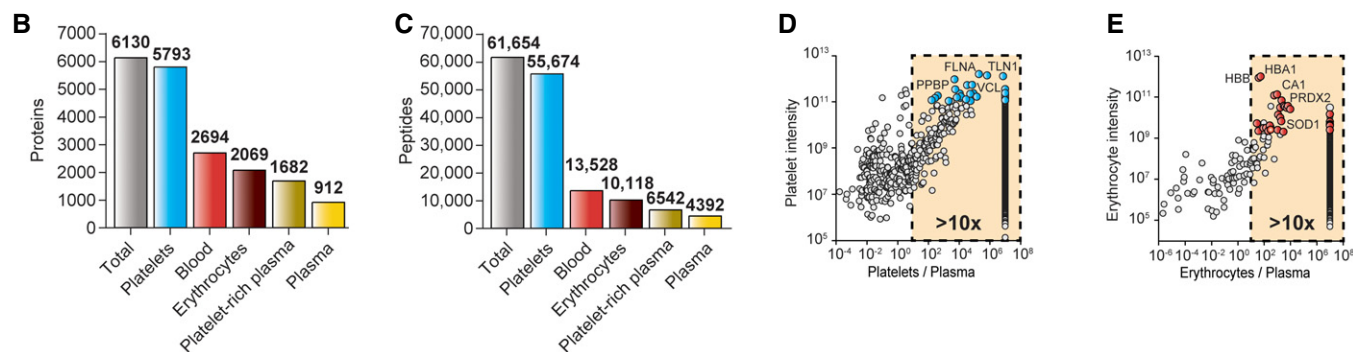 B
Proteins
7000
6000
5000
4000
3000
2000
1000
0
6130
5793
2694
2069
1682
912
Total
Platelets
Blood
Erythrocytes
Platelet-rich plasma
Plasma
C
Peptides
70,000
60,000
50,000
40,000
30,000
20,000
10,000
0
61,654
55,674
13,528
10,118
6542
4392
Total
Platelets
Blood
Erythrocytes
Platelet-rich plasma
Plasma
D
Platelet intensity
10¹³
10¹¹
10⁹
10⁷
10⁵
FLNA TLN1
PPBP
VCL
>10x
10⁻⁴ 10⁻² 10⁰ 10² 10⁴ 10⁶ 10⁸
Platelets / Plasma
E
Erythrocyte intensity
10¹³
10¹¹
10⁹
10⁷
10⁵
HBB HBA1
CA1
PRDX2
SOD1
>10x
10⁻⁶ 10⁻⁴ 10⁻² 10⁰ 10² 10⁴ 10⁶ 10⁸